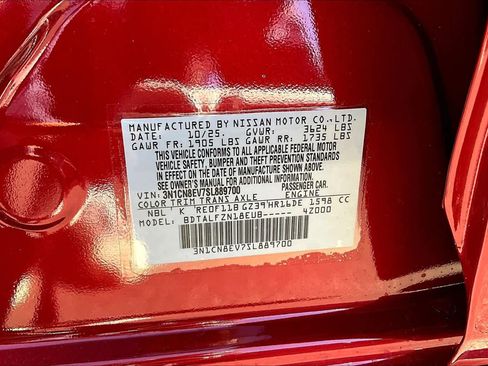 MANUFACTURED BY NISSAN MOTOR CO.,LTD.
DATE: 10/25. GVWR: 3624 LBS
GAWR FR: 1905 LBS GAWR RR: 1735 LBS
THIS VEHICLE CONFORMS TO ALL APPLICABLE FEDERAL MOTOR
VEHICLE SAFETY, BUMPER AND THEFT PREVENTION STANDARDS
IN EFFECT ON THE DATE OF MANUFACTURE SHOWN ABOVE.
SEE OWNER'S MANUAL FOR ADDITIONAL INFORMATION
VIN: 3N1CN8EV7SL889700 PASSENGER CAR.
COLOR TRIM TRANS AXLE ENGINE
NBL K RE0F11B GZ39 HR16DE 1598 CC
MODEL: BDTALFZN18EUB----- 4Z000
3N1CN8EV7SL889700